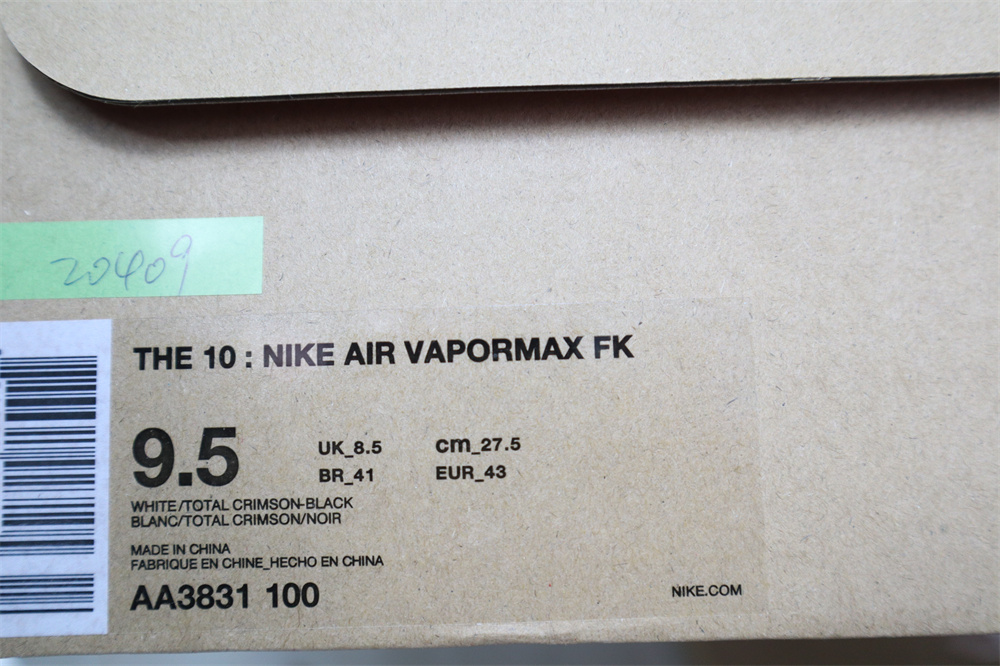 20409
THE 10 : NIKE AIR VAPORMAX FK
9.5 UK_8.5 cm_27.5
BR_41 EUR_43
WHITE/TOTAL CRIMSON-BLACK
BLANC/TOTAL CRIMSON/NOIR
MADE IN CHINA
FABRIQUE EN CHINE_HECHO EN CHINA
AA3831 100 NIKE.COM